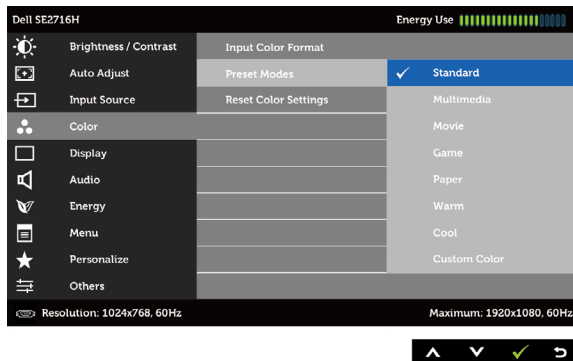 Dell SE2716H Energy Use
Brightness / Contrast Input Color Format
Auto Adjust Preset Modes Standard
Input Source Reset Color Settings Multimedia
Color Movie
Display Game
Audio Paper
Energy Warm
Menu Cool
Personalize Custom Color
Others
Resolution: 1024x768, 60Hz Maximum: 1920x1080, 60Hz